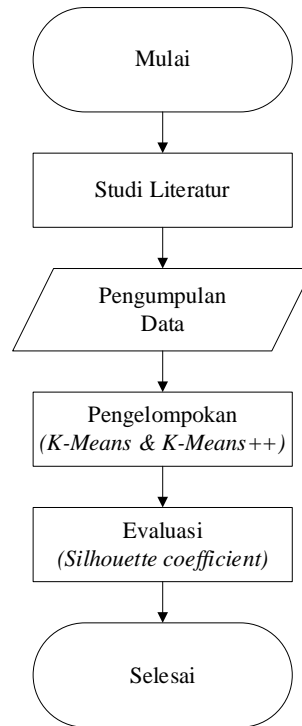 Mulai
Studi Literatur
Pengumpulan
Data
Pengelompokan
(K-Means & K-Means++)
Evaluasi
(Silhouette coefficient)
Selesai